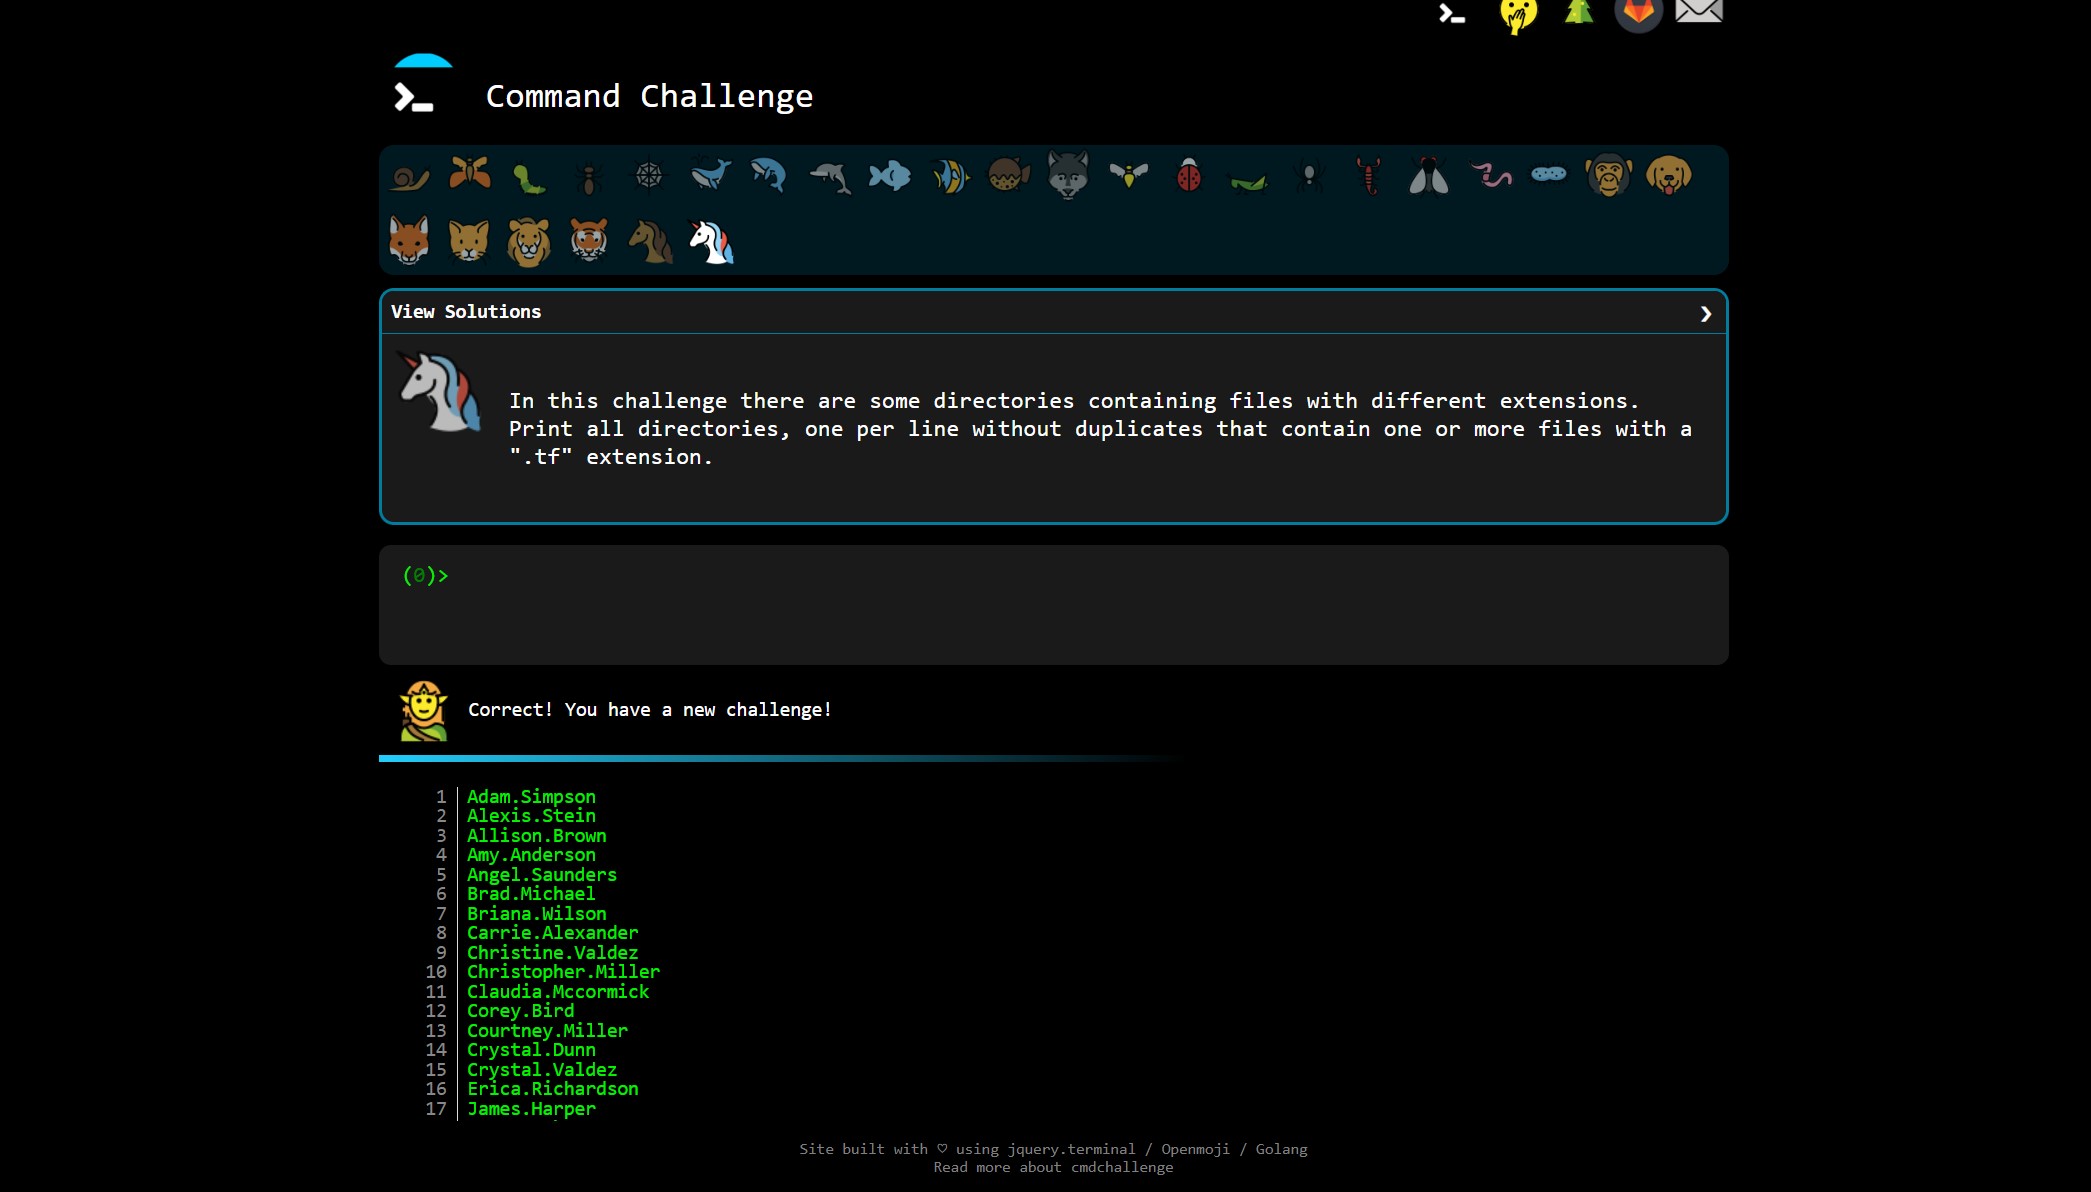 Command Challenge
View Solutions
In this challenge there are some directories containing files with different extensions.
Print all directories, one per line without duplicates that contain one or more files with a
".tf" extension.
(0)>
Correct! You have a new challenge!
1 Adam.Simpson
2 Alexis.Stein
3 Allison.Brown
4 Amy.Anderson
5 Angel.Saunders
6 Brad.Michael
7 Briana.Wilson
8 Carrie.Alexander
9 Christine.Valdez
10 Christopher.Miller
11 Claudia.Mccormick
12 Corey.Bird
13 Courtney.Miller
14 Crystal.Dunn
15 Crystal.Valdez
16 Erica.Richardson
17 James.Harper
Site built with ♡ using jquery.terminal / Openmoji / Golang
Read more about cmdchallenge